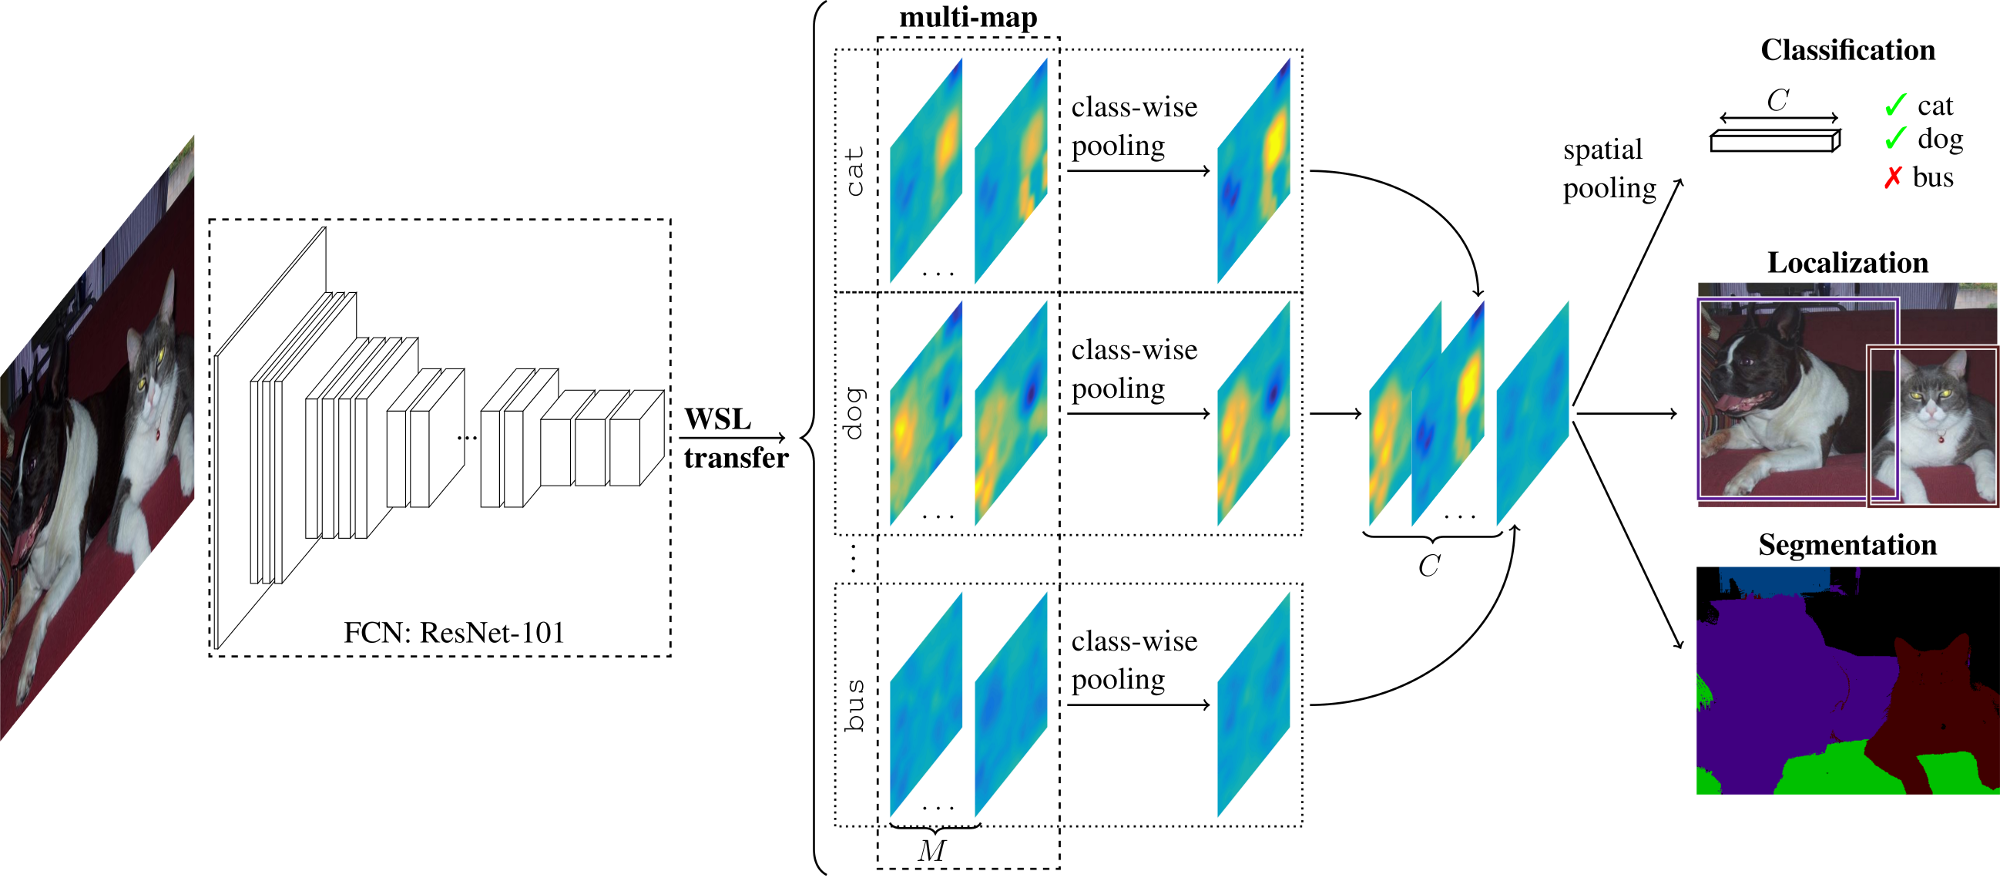 multi-map
cat
class-wise
pooling
...
dog
class-wise
pooling
...
...
bus
class-wise
pooling
...
M
FCN: ResNet-101
...
WSL
transfer
...
C
spatial
pooling
Classification
C
✓ cat
✓ dog
✗ bus
Localization
Segmentation